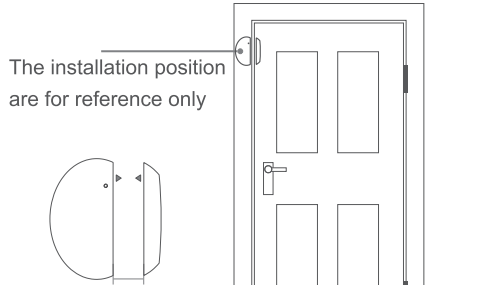 The installation position
are for reference only